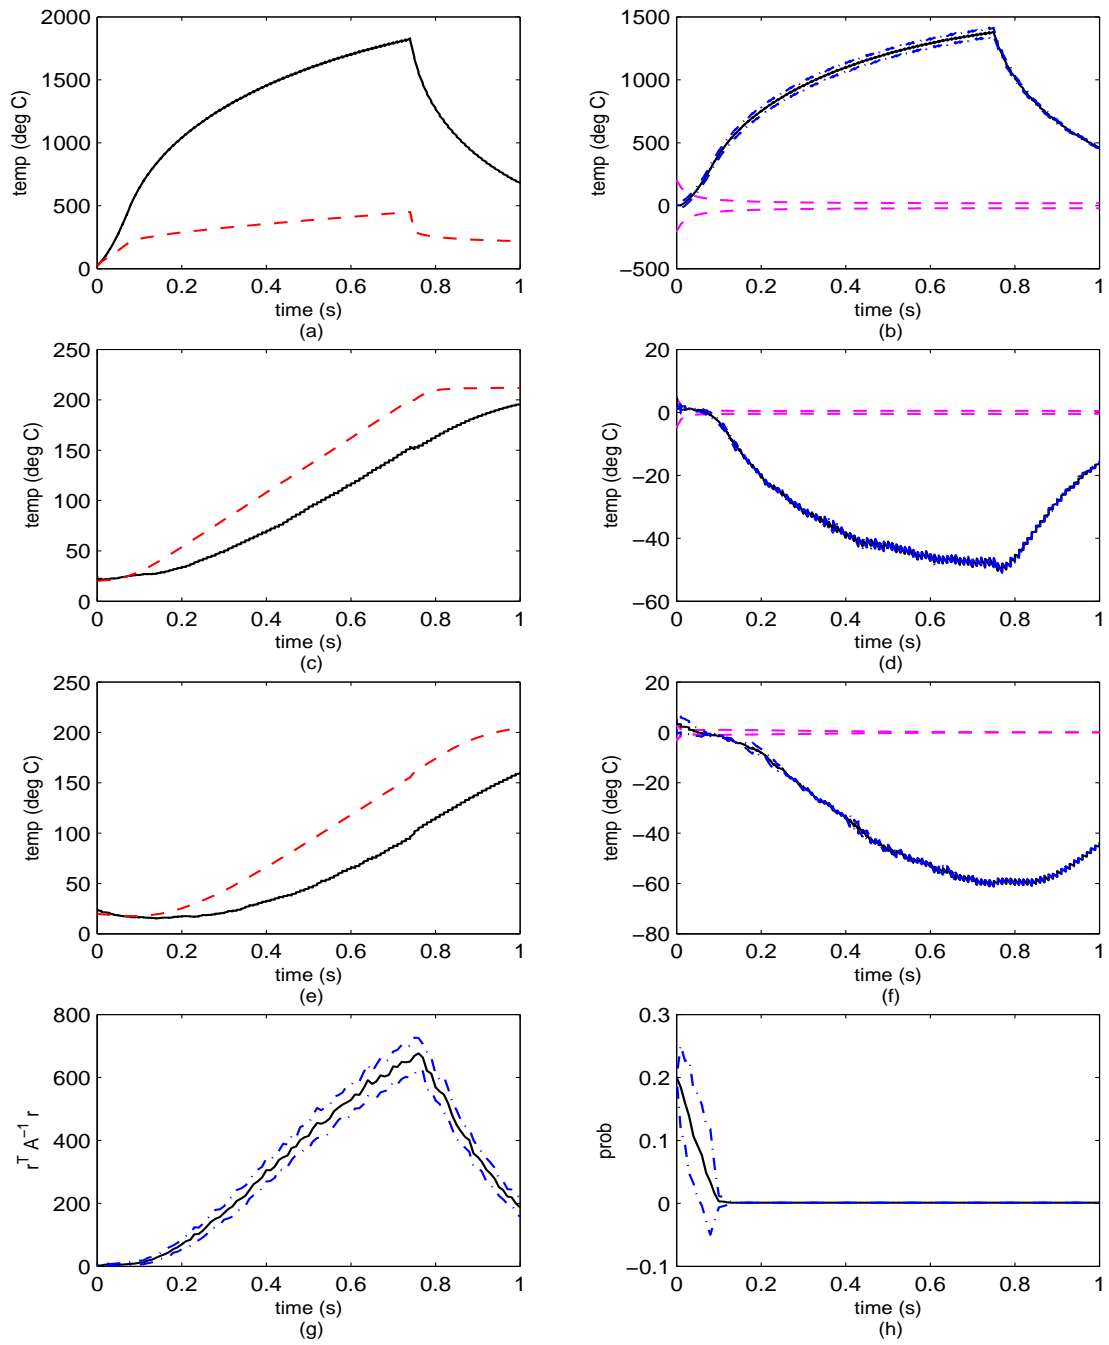 2000
1500
1000
500
0
temp (deg C)
0 0.2 0.4 0.6 0.8 1
time (s)
(a)
1500
1000
500
0
−500
temp (deg C)
0 0.2 0.4 0.6 0.8 1
time (s)
(b)
250
200
150
100
50
0
temp (deg C)
0 0.2 0.4 0.6 0.8 1
time (s)
(c)
20
0
−20
−40
−60
temp (deg C)
0 0.2 0.4 0.6 0.8 1
time (s)
(d)
250
200
150
100
50
0
temp (deg C)
0 0.2 0.4 0.6 0.8 1
time (s)
(e)
20
0
−20
−40
−60
−80
temp (deg C)
0 0.2 0.4 0.6 0.8 1
time (s)
(f)
800
600
400
200
0
r^T A^−1 r
0 0.2 0.4 0.6 0.8 1
time (s)
(g)
0.3
0.2
0.1
0
−0.1
prob
0 0.2 0.4 0.6 0.8 1
time (s)
(h)